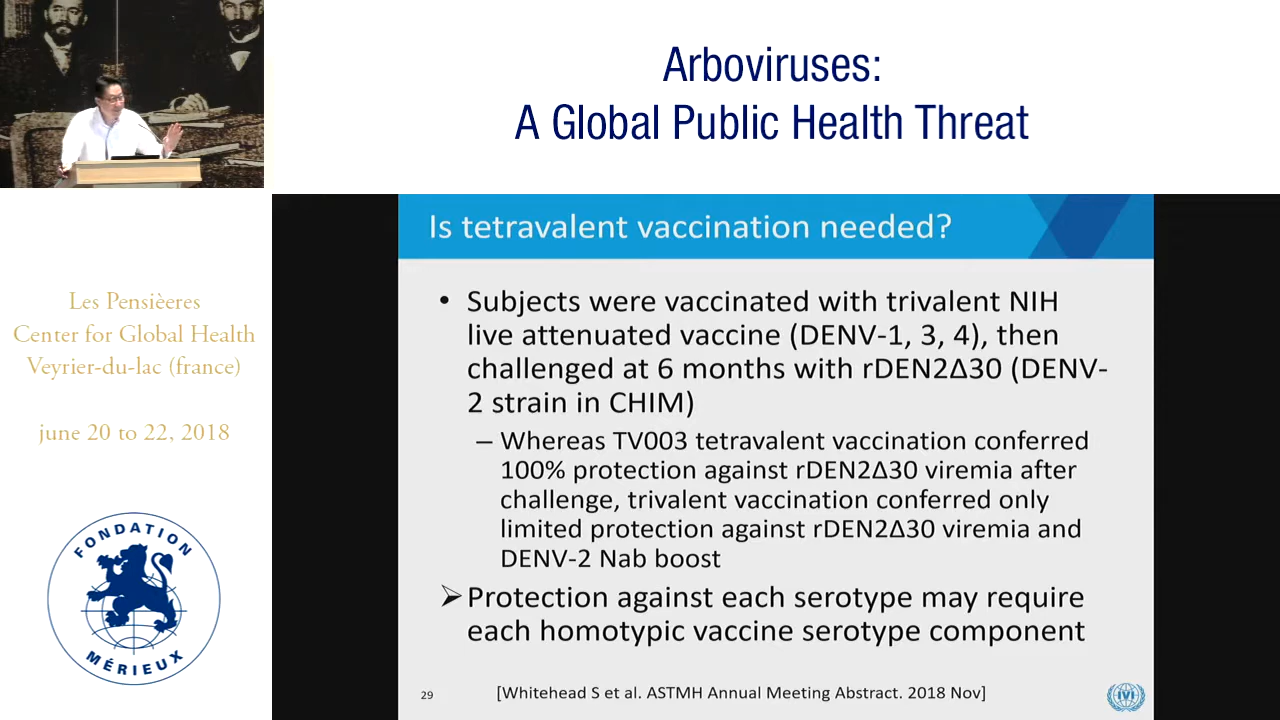 Arboviruses:
A Global Public Health Threat
Les Pensièeres
Center for Global Health
Veyrier-du-lac (france)
june 20 to 22, 2018
FONDATION
MÉRIEUX
Is tetravalent vaccination needed?
• Subjects were vaccinated with trivalent NIH
live attenuated vaccine (DENV-1, 3, 4), then
challenged at 6 months with rDEN2Δ30 (DENV-
2 strain in CHIM)
– Whereas TV003 tetravalent vaccination conferred
100% protection against rDEN2Δ30 viremia after
challenge, trivalent vaccination conferred only
limited protection against rDEN2Δ30 viremia and
DENV-2 Nab boost
➢ Protection against each serotype may require
each homotypic vaccine serotype component
29
[Whitehead S et al. ASTMH Annual Meeting Abstract. 2018 Nov]
IVI